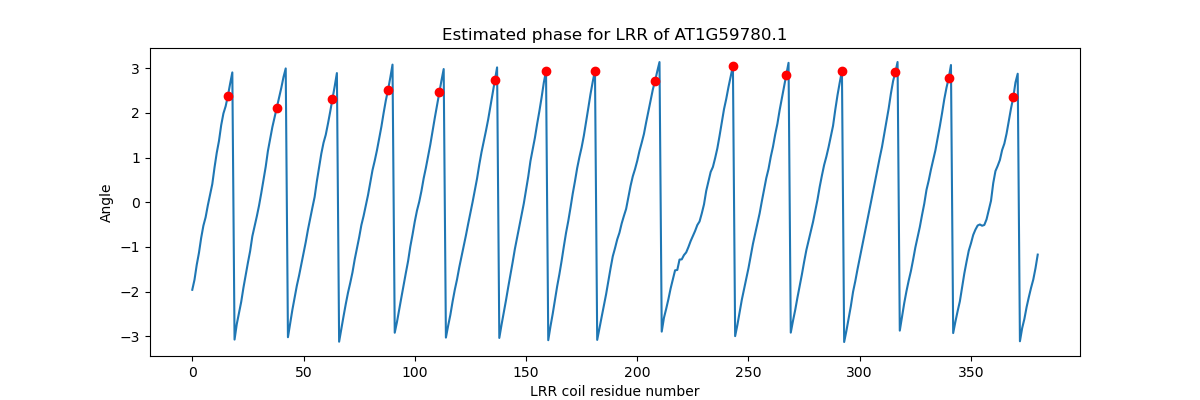 Estimated phase for LRR of AT1G59780.1
3
2
1
0
−1
−2
−3
Angle
0 50 100 150 200 250 300 350
LRR coil residue number